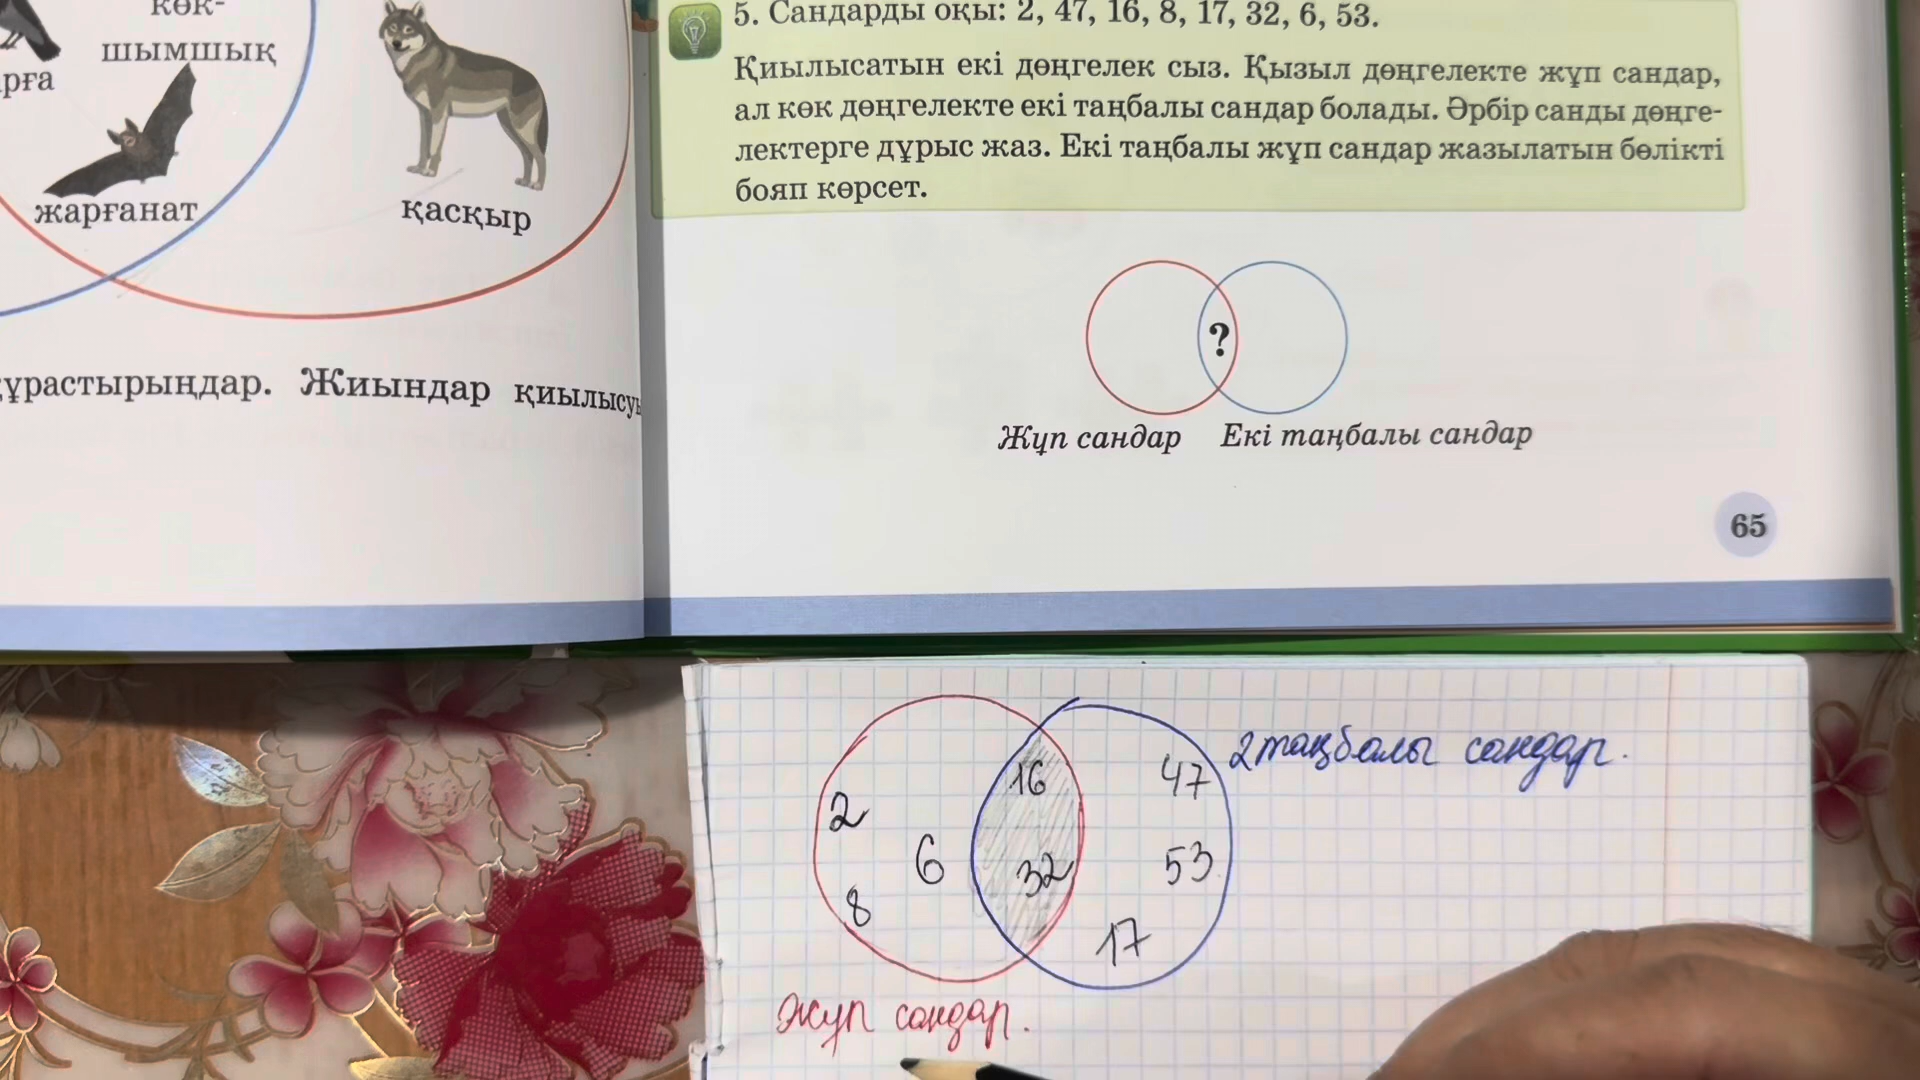 көк-
шымшық
рға
жарғанат
қасқыр
ұрастырыңдар. Жиындар қиылысу
5. Сандарды оқы: 2, 47, 16, 8, 17, 32, 6, 53.
Қиылысатын екі дөңгелек сыз. Қызыл дөңгелекте жұп сандар,
ал көк дөңгелекте екі таңбалы сандар болады. Әрбір санды дөңге-
лектерге дұрыс жаз. Екі таңбалы жұп сандар жазылатын бөлікті
бояп көрсет.
?
Жұп сандар Екі таңбалы сандар
65
2 6 8
16 32
47 53 17
2 таңбалы сандар.
Жұп сандар.